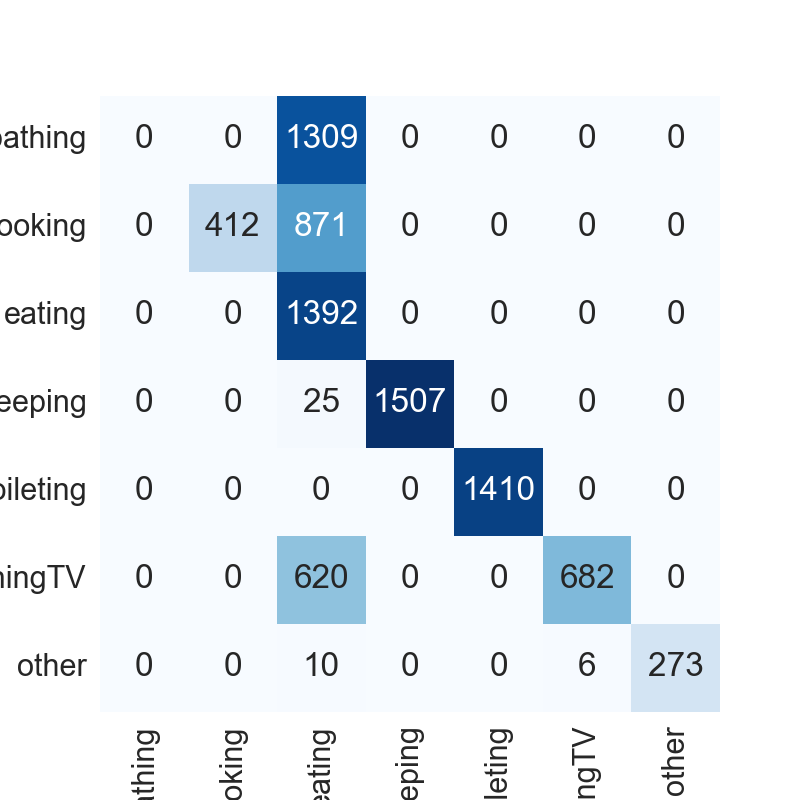 athing 0 0 1309 0 0 0 0
ooking 0 412 871 0 0 0 0
eating 0 0 1392 0 0 0 0
eeping 0 0 25 1507 0 0 0
oileting 0 0 0 0 1410 0 0
ningTV 0 0 620 0 0 682 0
other 0 0 10 0 0 6 273
athing oking eating eping leting ngTV other